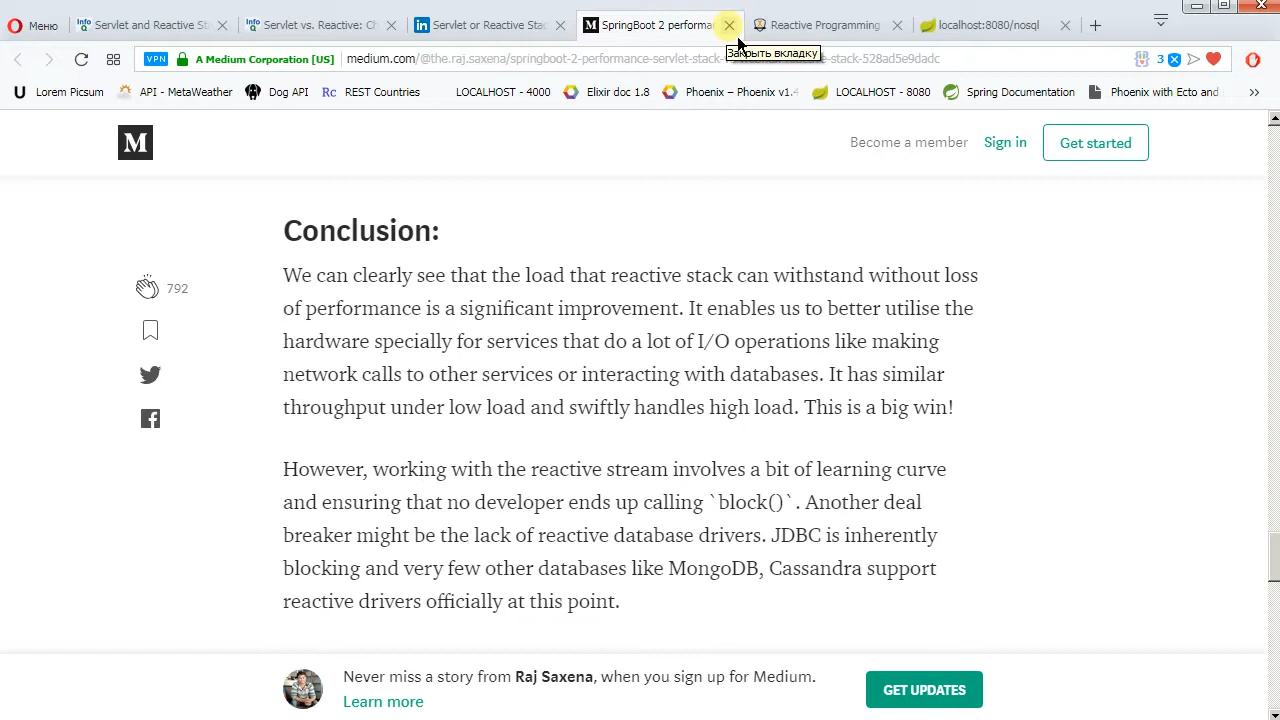 Меню
Servlet and Reactive St
Servlet vs. Reactive: Ch
Servlet or Reactive Stac
SpringBoot 2 performa
Reactive Programming
localhost:8080/nosql
Закрыть вкладку
VPN
A Medium Corporation [US]
medium.com/@the.raj.saxena/springboot-2-performance-servlet-stack-
stack-528ad5e9dadc
3
Lorem Picsum
API - MetaWeather
Dog API
Rc REST Countries
LOCALHOST - 4000
Elixir doc 1.8
Phoenix – Phoenix v1.4
LOCALHOST - 8080
Spring Documentation
Phoenix with Ecto and
M
Become a member
Sign in
Get started
Conclusion:
792
We can clearly see that the load that reactive stack can withstand without loss
of performance is a significant improvement. It enables us to better utilise the
hardware specially for services that do a lot of I/O operations like making
network calls to other services or interacting with databases. It has similar
throughput under low load and swiftly handles high load. This is a big win!
However, working with the reactive stream involves a bit of learning curve
and ensuring that no developer ends up calling `block()`. Another deal
breaker might be the lack of reactive database drivers. JDBC is inherently
blocking and very few other databases like MongoDB, Cassandra support
reactive drivers officially at this point.
Never miss a story from Raj Saxena, when you sign up for Medium.
Learn more
GET UPDATES